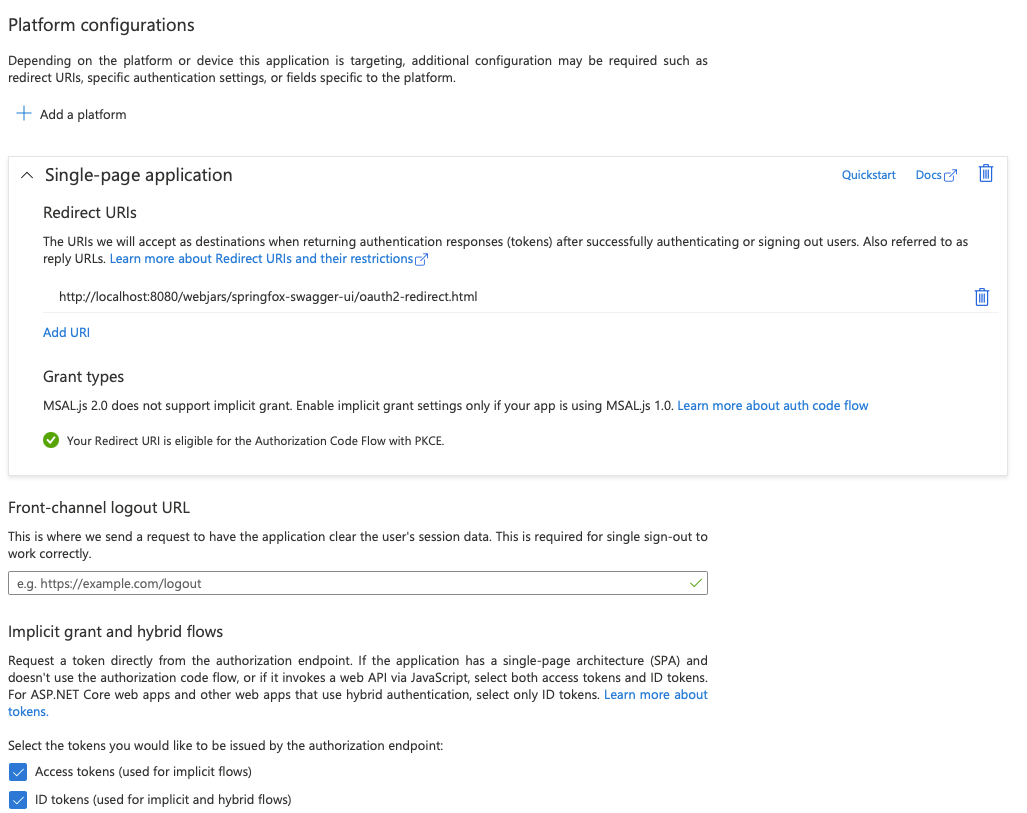 Platform configurations
Depending on the platform or device this application is targeting, additional configuration may be required such as
redirect URIs, specific authentication settings, or fields specific to the platform.
Add a platform
Single-page application
Quickstart
Docs
Redirect URIs
The URIs we will accept as destinations when returning authentication responses (tokens) after successfully authenticating or signing out users. Also referred to as
reply URLs. Learn more about Redirect URIs and their restrictions
http://localhost:8080/webjars/springfox-swagger-ui/oauth2-redirect.html
Add URI
Grant types
MSAL.js 2.0 does not support implicit grant. Enable implicit grant settings only if your app is using MSAL.js 1.0. Learn more about auth code flow
Your Redirect URI is eligible for the Authorization Code Flow with PKCE.
Front-channel logout URL
This is where we send a request to have the application clear the user's session data. This is required for single sign-out to
work correctly.
e.g. https://example.com/logout
Implicit grant and hybrid flows
Request a token directly from the authorization endpoint. If the application has a single-page architecture (SPA) and
doesn't use the authorization code flow, or if it invokes a web API via JavaScript, select both access tokens and ID tokens.
For ASP.NET Core web apps and other web apps that use hybrid authentication, select only ID tokens. Learn more about
tokens.
Select the tokens you would like to be issued by the authorization endpoint:
Access tokens (used for implicit flows)
ID tokens (used for implicit and hybrid flows)